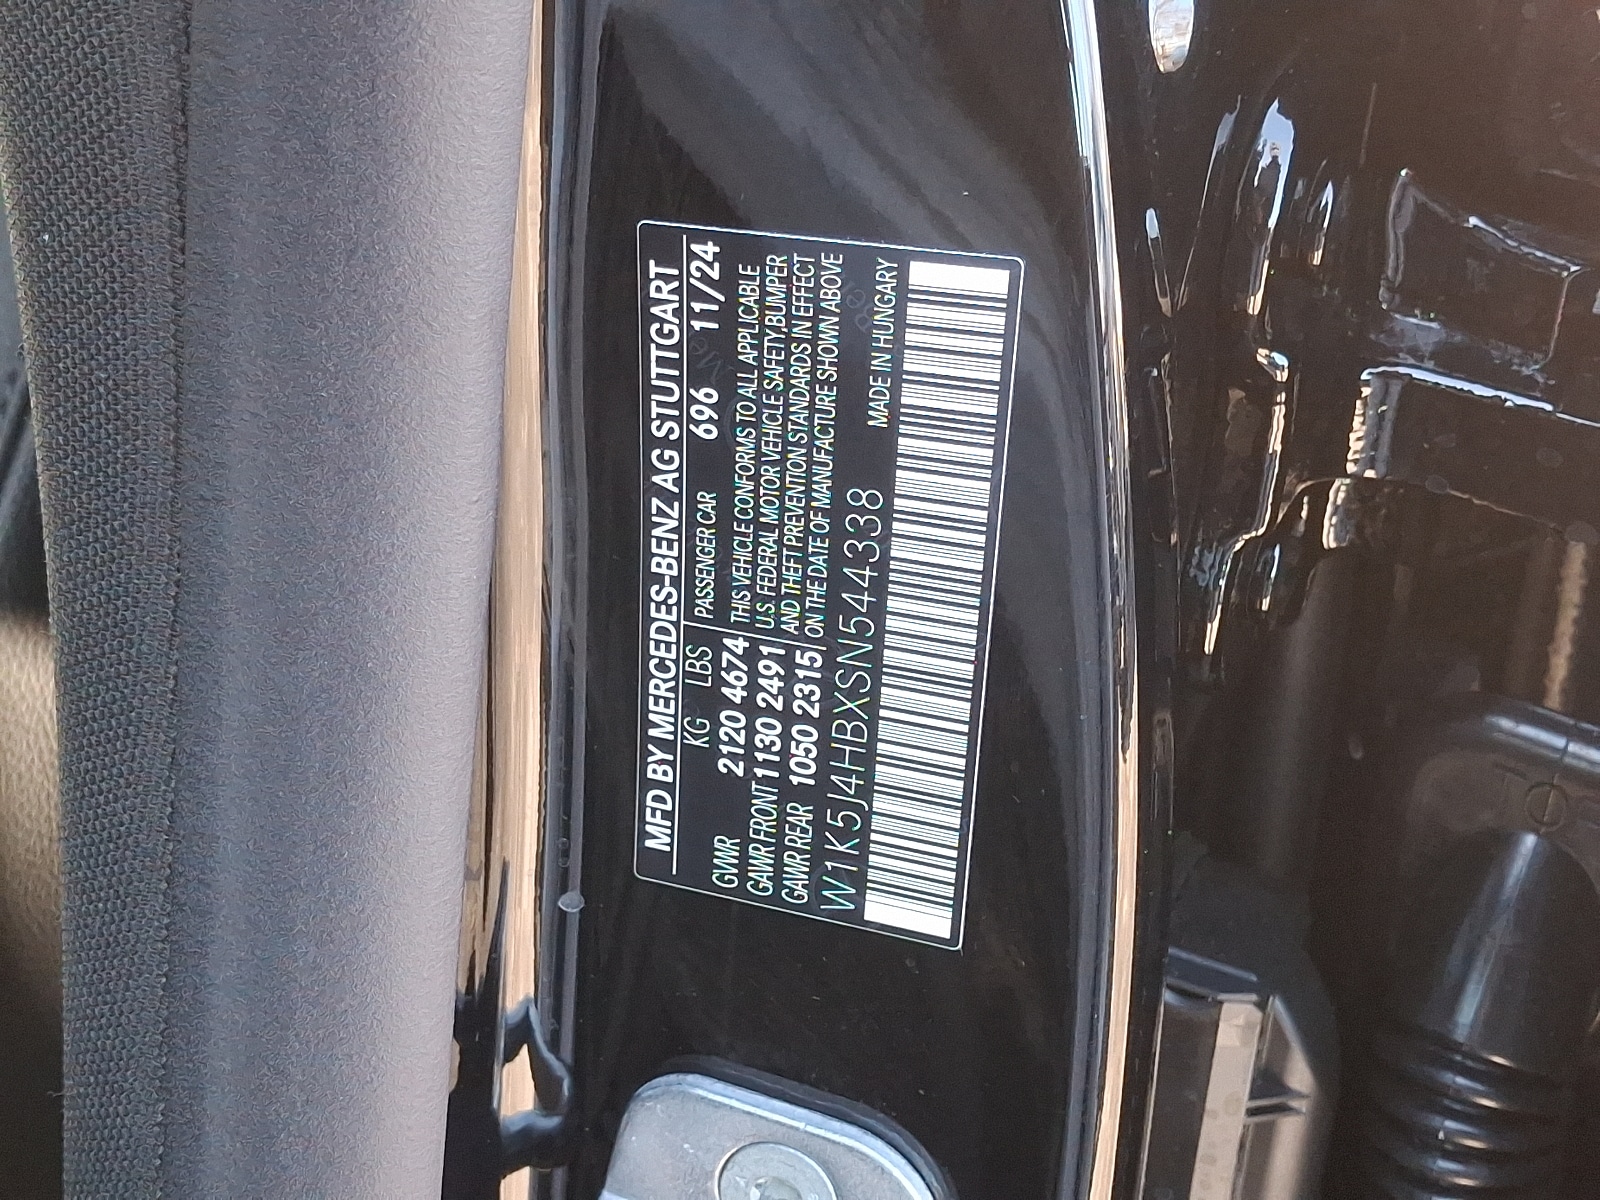 MFD BY MERCEDES-BENZ AG STUTTGART
KG LBS PASSENGER CAR 696 11/24
GVWR 2120 4674 THIS VEHICLE CONFORMS TO ALL APPLICABLE
GAWR FRONT 1130 2491 U.S. FEDERAL MOTOR VEHICLE SAFETY, BUMPER
GAWR REAR 1050 2315 AND THEFT PREVENTION STANDARDS IN EFFECT
ON THE DATE OF MANUFACTURE SHOWN ABOVE
W1K5J4HBXSN544338 MADE IN HUNGARY